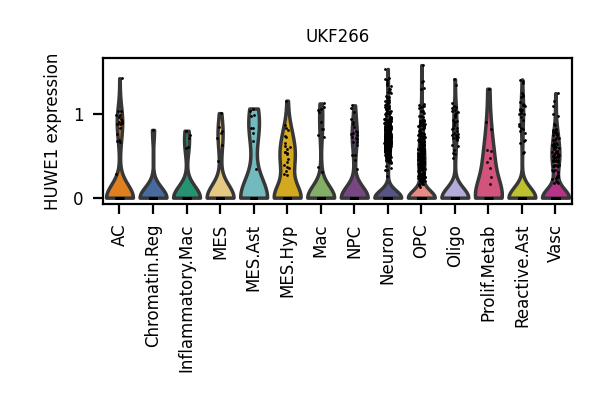 UKF266
HUWE1 expression
1
0
AC
Chromatin.Reg
Inflammatory.Mac
MES
MES.Ast
MES.Hyp
Mac
NPC
Neuron
OPC
Oligo
Prolif.Metab
Reactive.Ast
Vasc